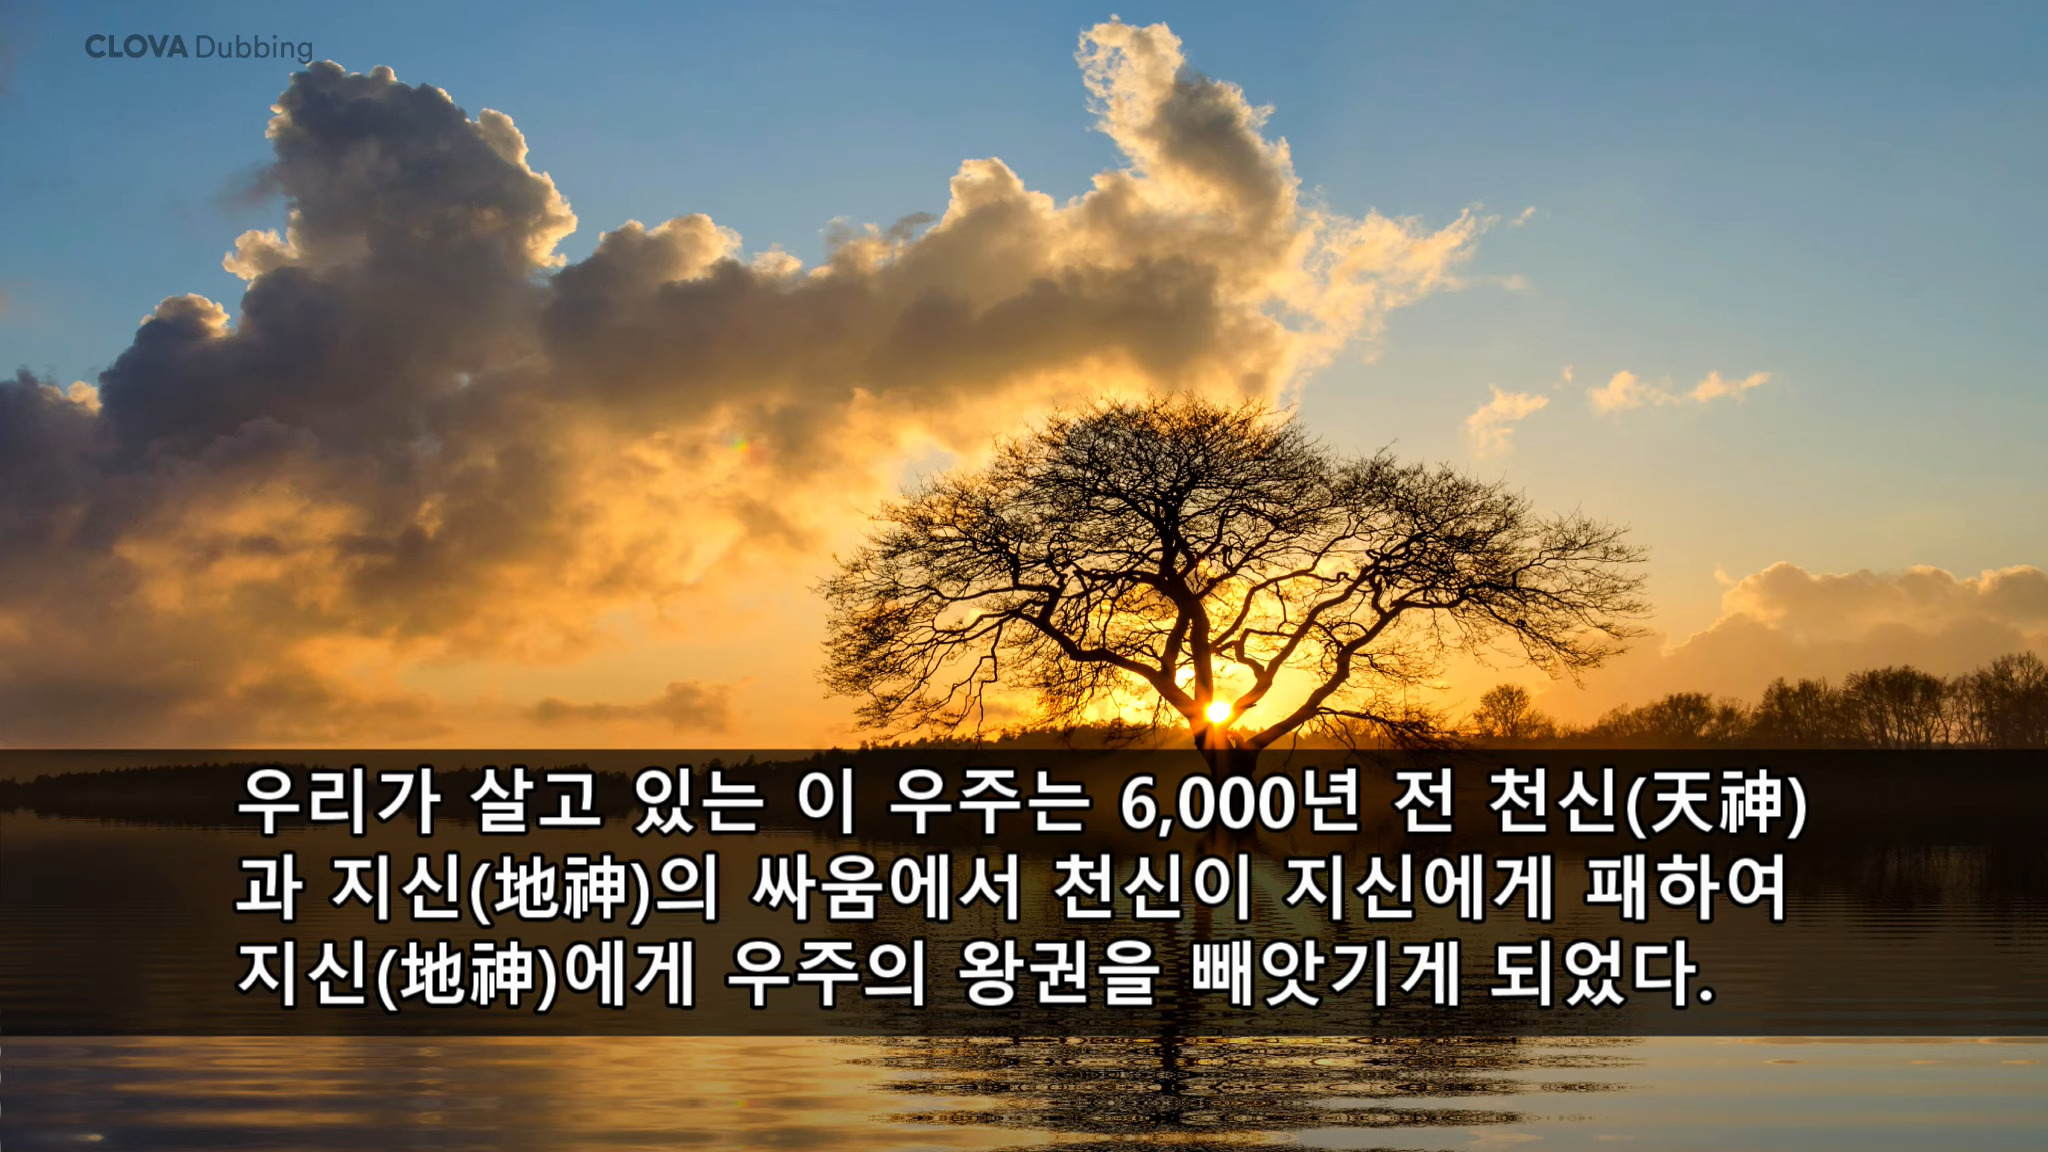 CLOVA Dubbing
우리가 살고 있는 이 우주는 6,000년 전 천신(天神)
과 지신(地神)의 싸움에서 천신이 지신에게 패하여
지신(地神)에게 우주의 왕권을 빼앗기게 되었다.